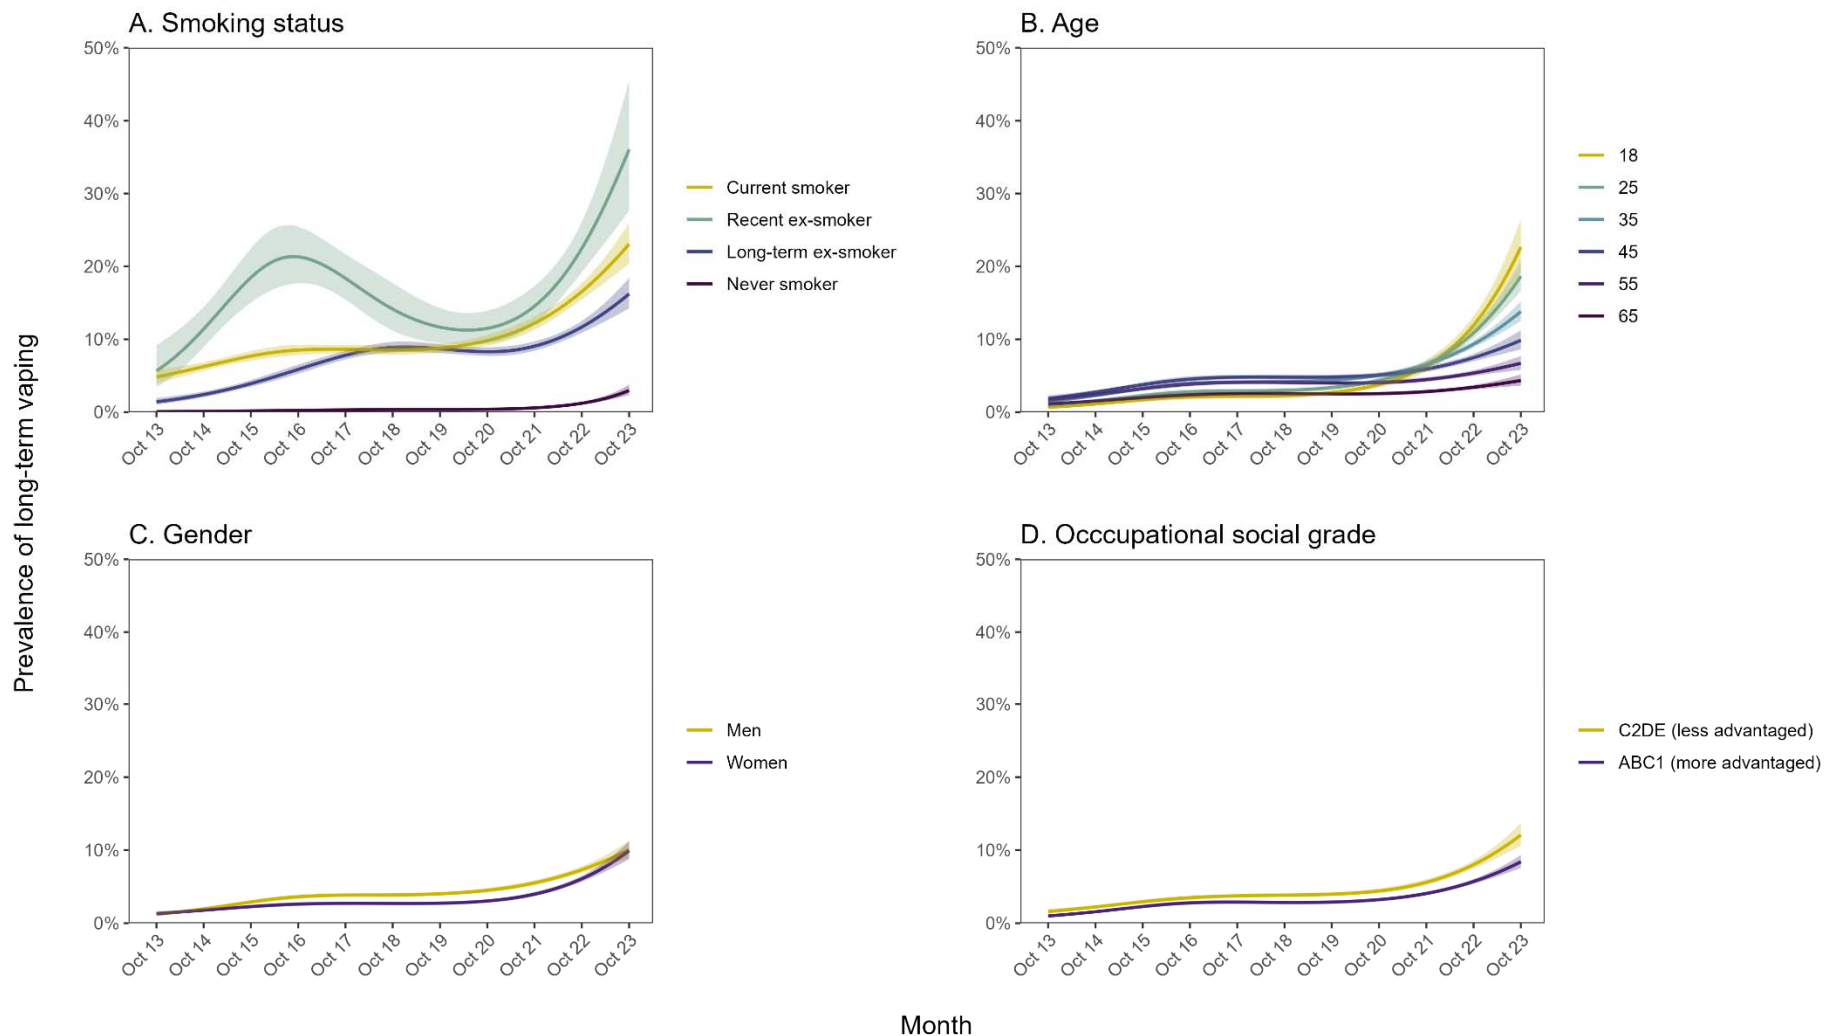 A. Smoking status
50%
40%
30%
20%
10%
0%
Oct 13
Oct 14
Oct 15
Oct 16
Oct 17
Oct 18
Oct 19
Oct 20
Oct 21
Oct 22
Oct 23
Current smoker
Recent ex-smoker
Long-term ex-smoker
Never smoker
B. Age
50%
40%
30%
20%
10%
0%
Oct 13
Oct 14
Oct 15
Oct 16
Oct 17
Oct 18
Oct 19
Oct 20
Oct 21
Oct 22
Oct 23
18
25
35
45
55
65
Prevalence of long-term vaping
C. Gender
50%
40%
30%
20%
10%
0%
Oct 13
Oct 14
Oct 15
Oct 16
Oct 17
Oct 18
Oct 19
Oct 20
Oct 21
Oct 22
Oct 23
Men
Women
D. Occcupational social grade
50%
40%
30%
20%
10%
0%
Oct 13
Oct 14
Oct 15
Oct 16
Oct 17
Oct 18
Oct 19
Oct 20
Oct 21
Oct 22
Oct 23
C2DE (less advantaged)
ABC1 (more advantaged)
Month